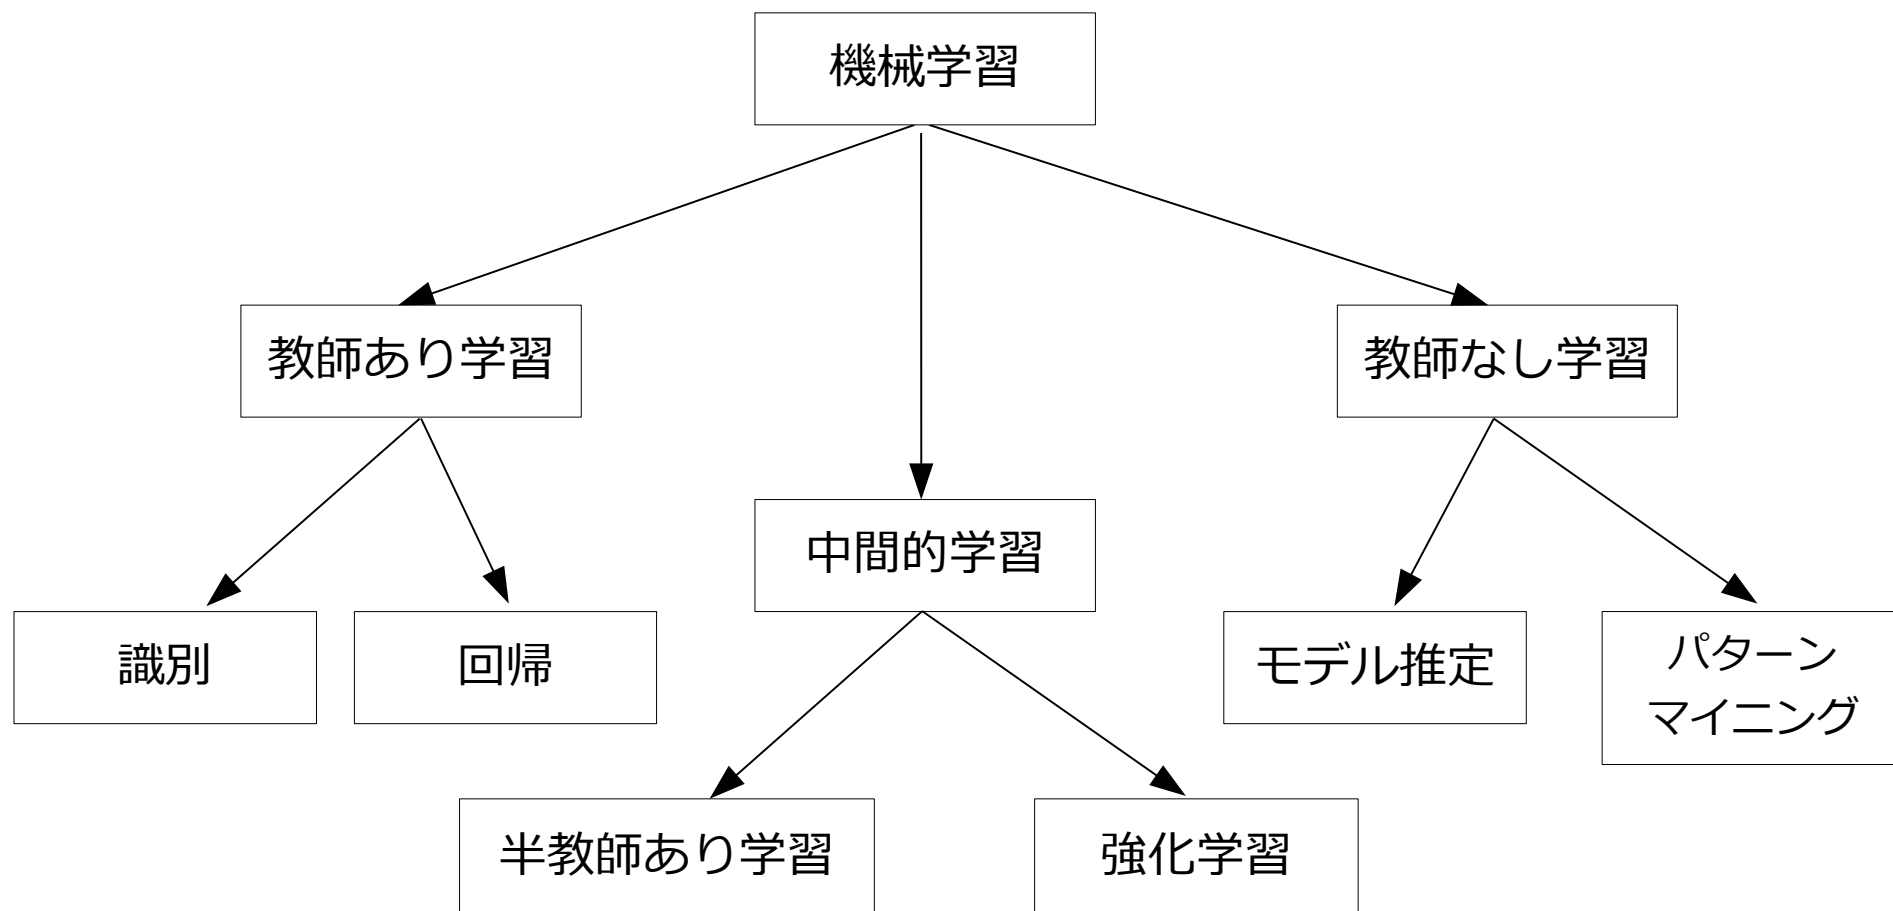 機械学習
教師あり学習
教師なし学習
中間的学習
識別
回帰
モデル推定
パターン
マイニング
半教師あり学習
強化学習